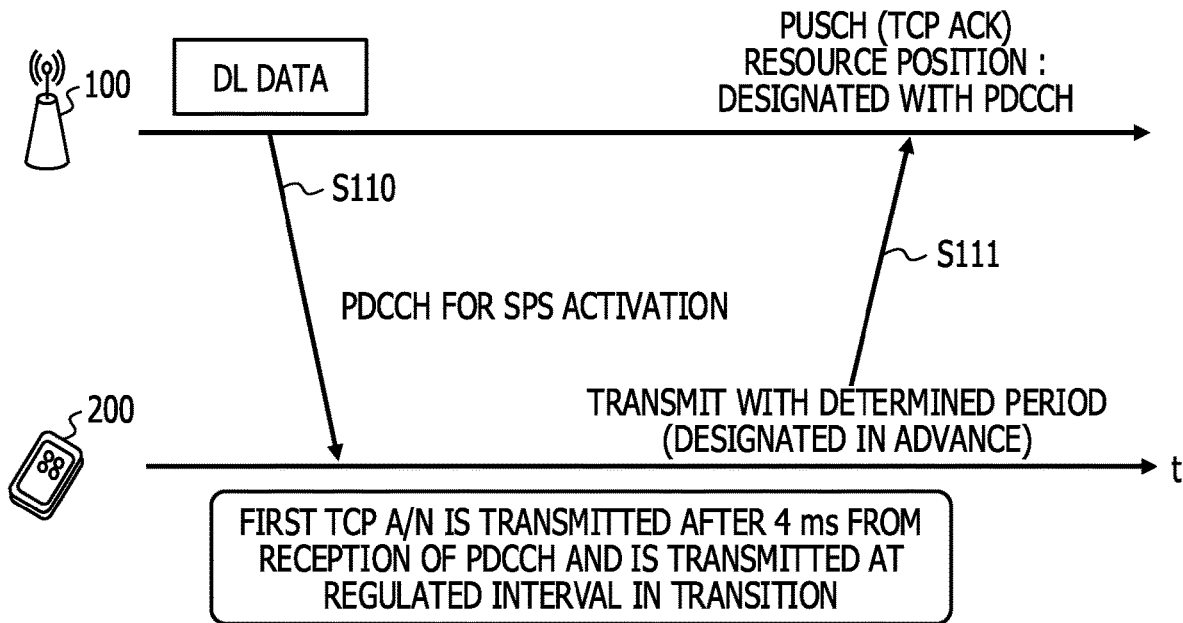 PUSCH (TCP ACK)
RESOURCE POSITION :
DESIGNATED WITH PDCCH
DL DATA
100
S110
S111
PDCCH FOR SPS ACTIVATION
TRANSMIT WITH DETERMINED PERIOD
(DESIGNATED IN ADVANCE)
200
t
FIRST TCP A/N IS TRANSMITTED AFTER 4 ms FROM
RECEPTION OF PDCCH AND IS TRANSMITTED AT
REGULATED INTERVAL IN TRANSITION